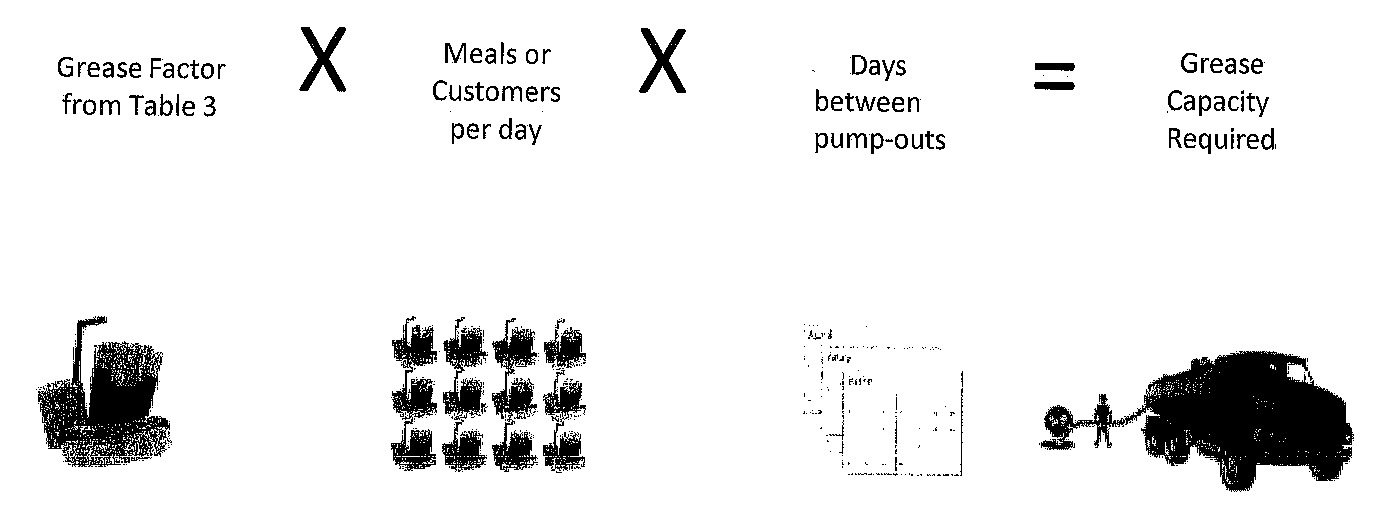 Grease Factor
from Table 3
X
Meals or
Customers
per day
X
Days
between
pump-outs
=
Grease
Capacity
Required